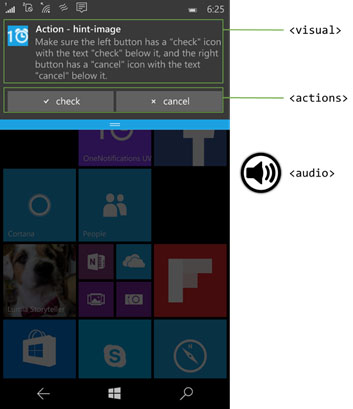 6:25
Action - hint-image
Make sure the left button has a "check" icon
with the text "check" below it, and the right
button has a "cancel" icon with the text
"cancel" below it.
check
cancel
<visual>
<actions>
<audio>
OneNotifications UV
Cortana
People
Lumia Storyteller